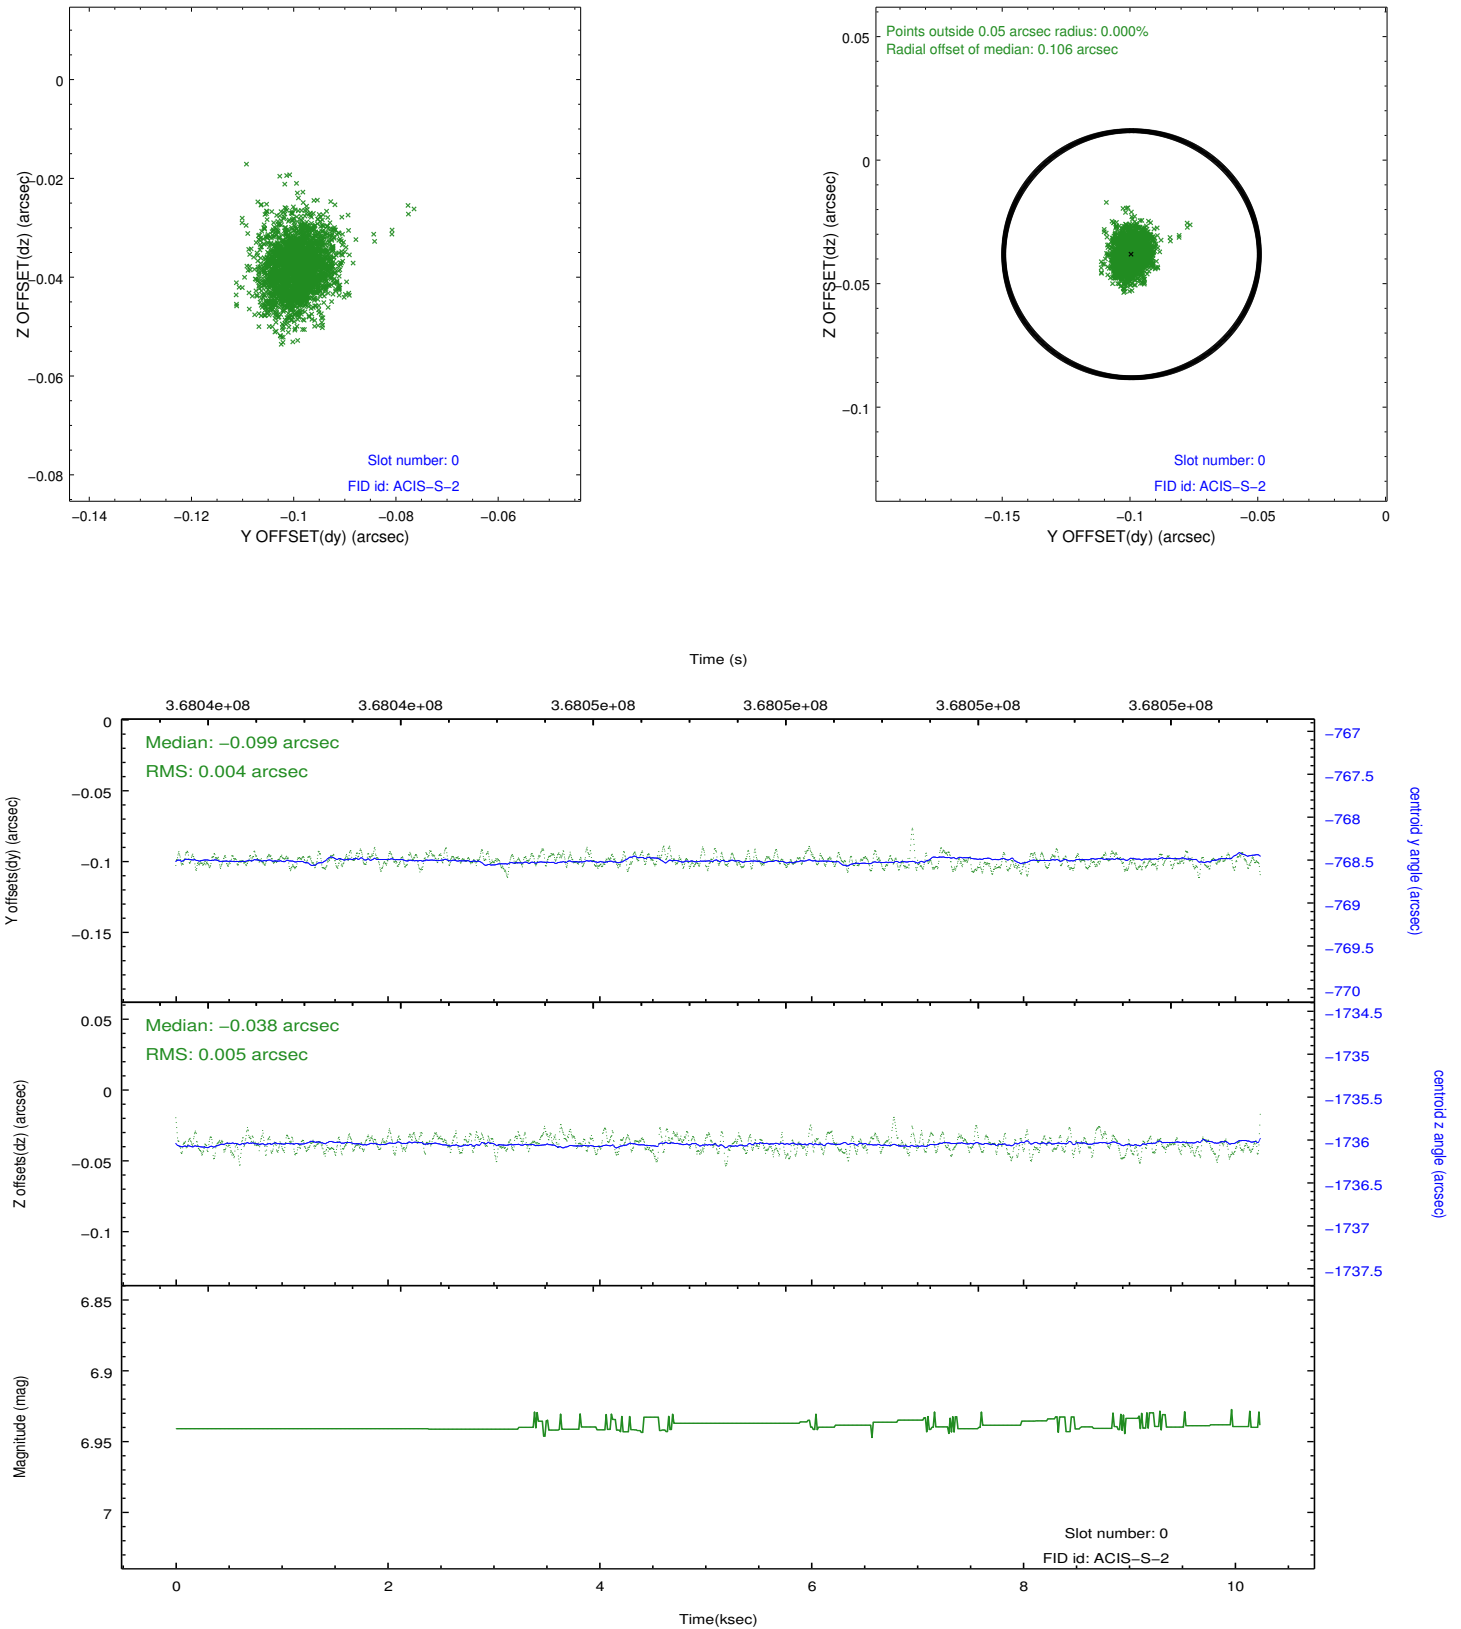 0
−0.02
−0.04
−0.06
−0.08
Z OFFSET(dz) (arcsec)
Slot number: 0
FID id: ACIS−S−2
−0.14
−0.12
−0.1
−0.08
−0.06
Y OFFSET(dy) (arcsec)
Points outside 0.05 arcsec radius: 0.000%
Radial offset of median: 0.106 arcsec
0.05
0
−0.05
−0.1
Z OFFSET(dz) (arcsec)
Slot number: 0
FID id: ACIS−S−2
−0.15
−0.1
−0.05
0
Y OFFSET(dy) (arcsec)
Time (s)
3.6804e+08
3.6804e+08
3.6805e+08
3.6805e+08
3.6805e+08
3.6805e+08
Median: −0.099 arcsec
RMS: 0.004 arcsec
0
−0.05
−0.1
−0.15
Y offsets(dy) (arcsec)
−767
−767.5
−768
−768.5
−769
−769.5
−770
centroid y angle (arcsec)
Median: −0.038 arcsec
RMS: 0.005 arcsec
0.05
0
−0.05
−0.1
Z offsets(dz) (arcsec)
−1734.5
−1735
−1735.5
−1736
−1736.5
−1737
−1737.5
centroid z angle (arcsec)
6.85
6.9
6.95
7
Magnitude (mag)
Slot number: 0
FID id: ACIS−S−2
0
2
4
6
8
10
Time(ksec)